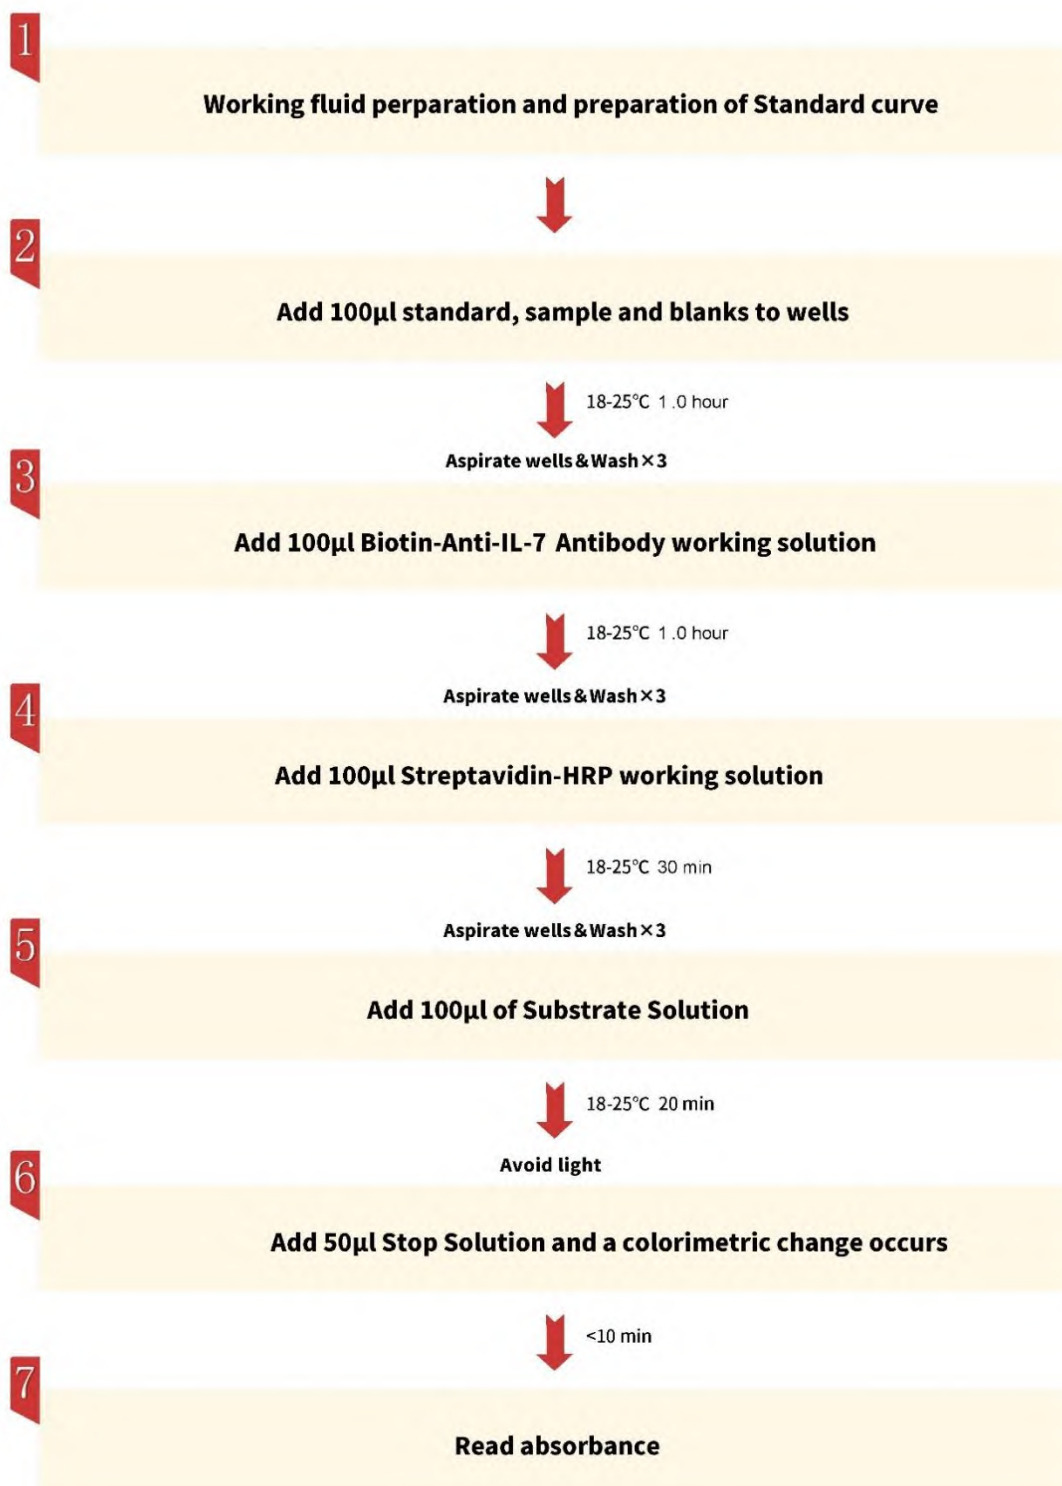 1
Working fluid perparation and preparation of Standard curve
2
Add 100μl standard, sample and blanks to wells
18-25℃ 1.0 hour
Aspirate wells&Wash×3
3
Add 100μl Biotin-Anti-IL-7 Antibody working solution
18-25℃ 1.0 hour
Aspirate wells&Wash×3
4
Add 100μl Streptavidin-HRP working solution
18-25℃ 30 min
Aspirate wells&Wash×3
5
Add 100μl of Substrate Solution
18-25℃ 20 min
Avoid light
6
Add 50μl Stop Solution and a colorimetric change occurs
<10 min
7
Read absorbance